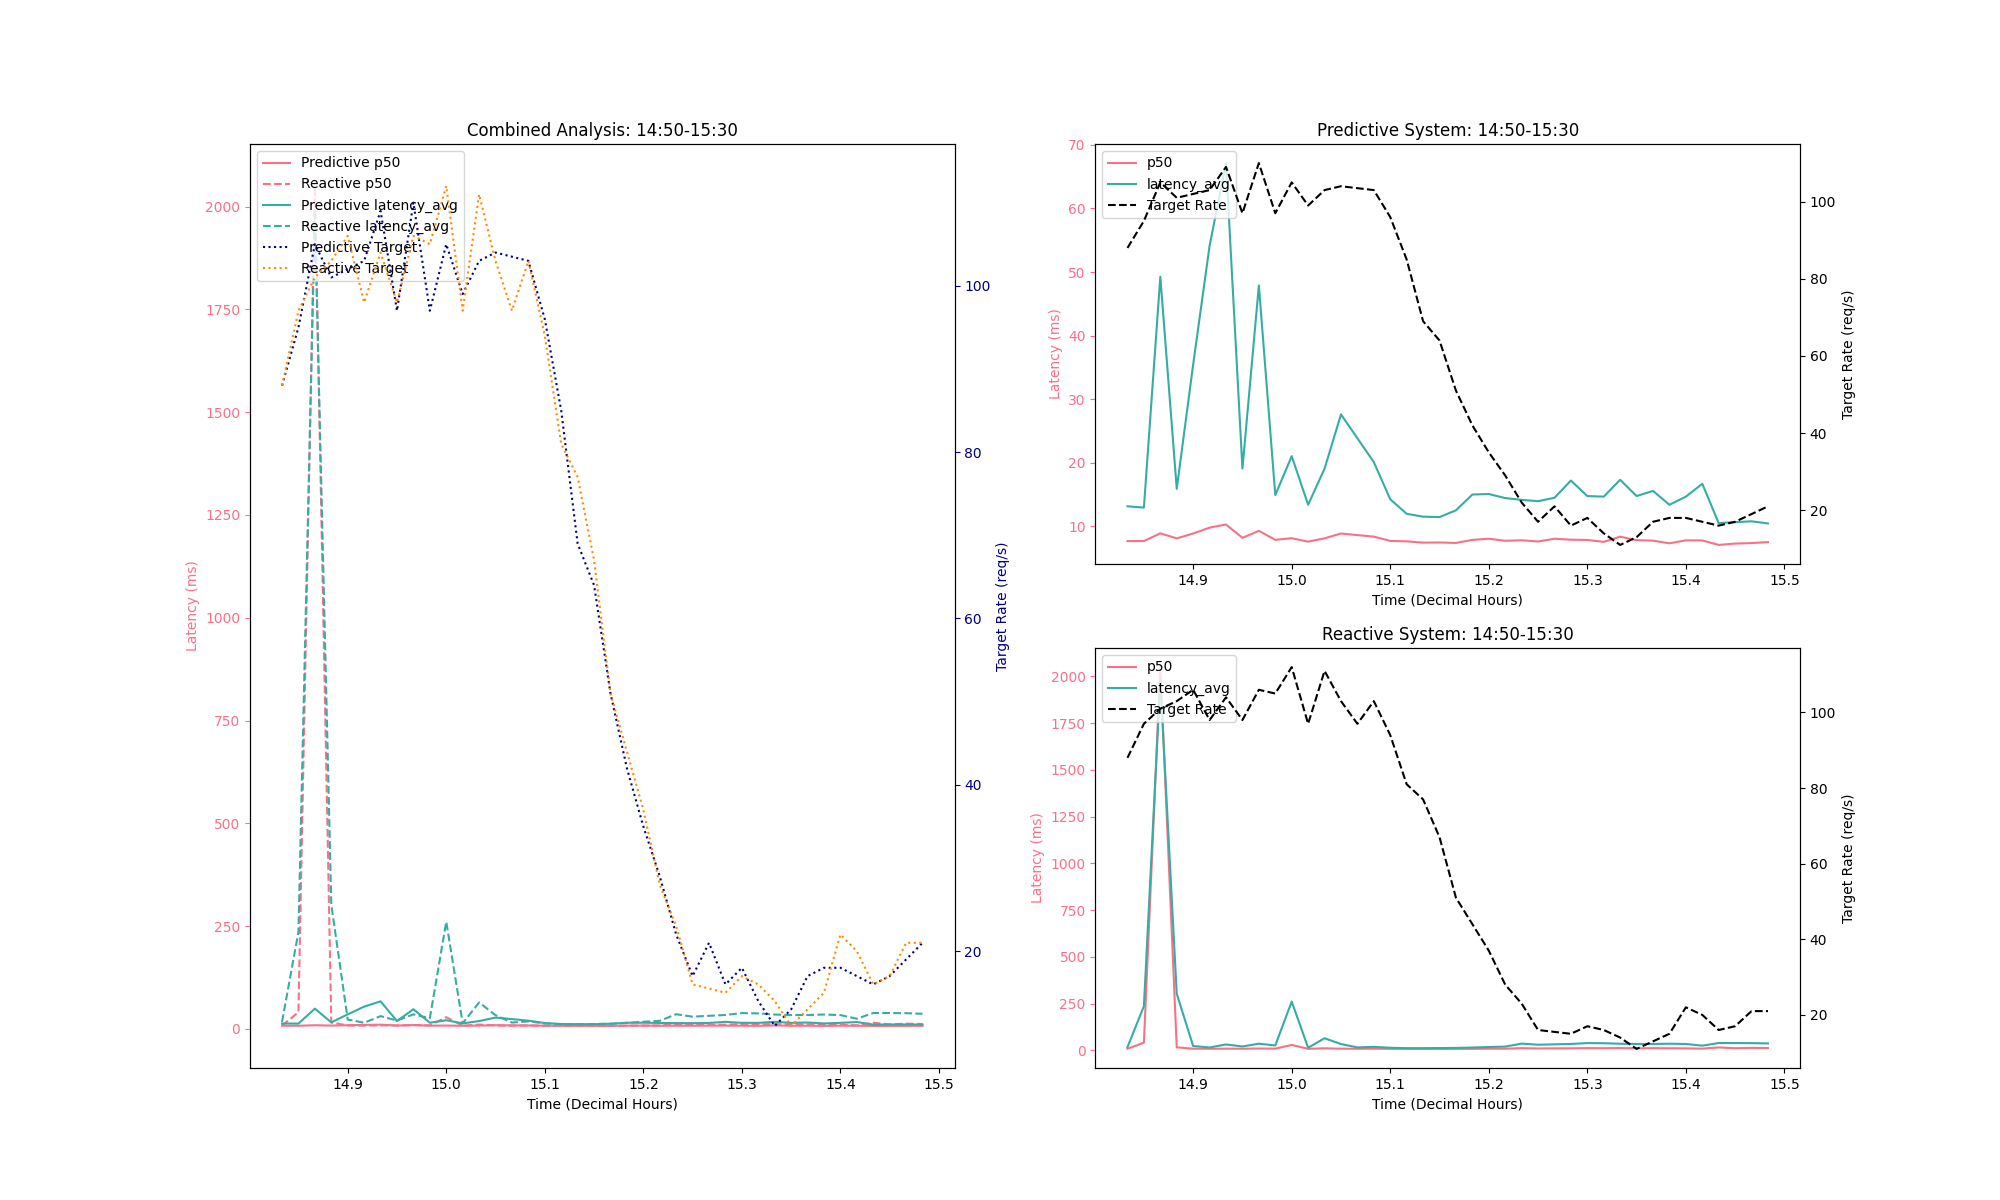 Combined Analysis: 14:50-15:30
Predictive p50
Reactive p50
Predictive latency_avg
Reactive latency_avg
Predictive Target
Reactive Target
2000
1750
1500
1250
1000
750
500
250
0
Latency (ms)
100
80
60
40
20
Target Rate (req/s)
14.9 15.0 15.1 15.2 15.3 15.4 15.5
Time (Decimal Hours)
Predictive System: 14:50-15:30
p50
latency_avg
Target Rate
70
60
50
40
30
20
10
Latency (ms)
100
80
60
40
20
Target Rate (req/s)
14.9 15.0 15.1 15.2 15.3 15.4 15.5
Time (Decimal Hours)
Reactive System: 14:50-15:30
p50
latency_avg
Target Rate
2000
1750
1500
1250
1000
750
500
250
0
Latency (ms)
100
80
60
40
20
Target Rate (req/s)
14.9 15.0 15.1 15.2 15.3 15.4 15.5
Time (Decimal Hours)